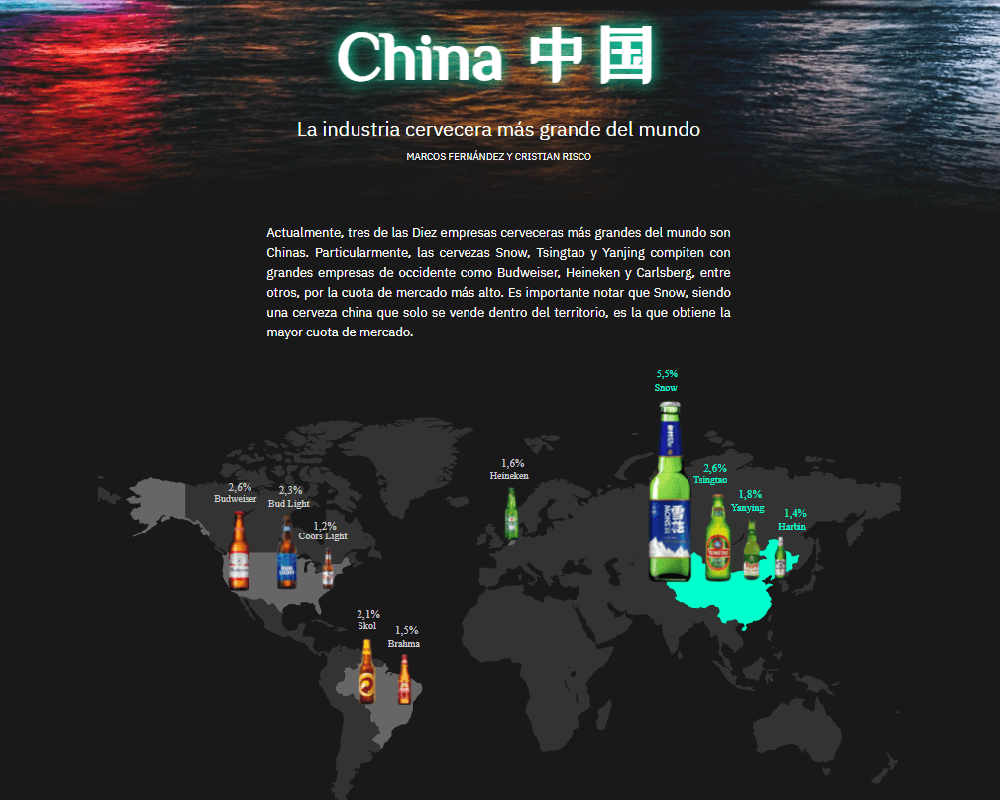 China 中国
La industria cervecera más grande del mundo
MARCOS FERNÁNDEZ Y CRISTIAN RISCO
Actualmente, tres de las Diez empresas cerveceras más grandes del mundo son
Chinas. Particularmente, las cervezas Snow, Tsingtao y Yanjing compiten con
grandes empresas de occidente como Budweiser, Heineken y Carlsberg, entre
otros, por la cuota de mercado más alto. Es importante notar que Snow, siendo
una cerveza china que solo se vende dentro del territorio, es la que obtiene la
mayor cuota de mercado.
5,5%
Snow
1,6%
Heineken
2,6%
Tsingtao
2,6%
Budweiser
2,3%
Bud Light
1,8%
Yanying
1,4%
Harbin
1,2%
Coors Light
2,1%
Skol
1,5%
Brahma